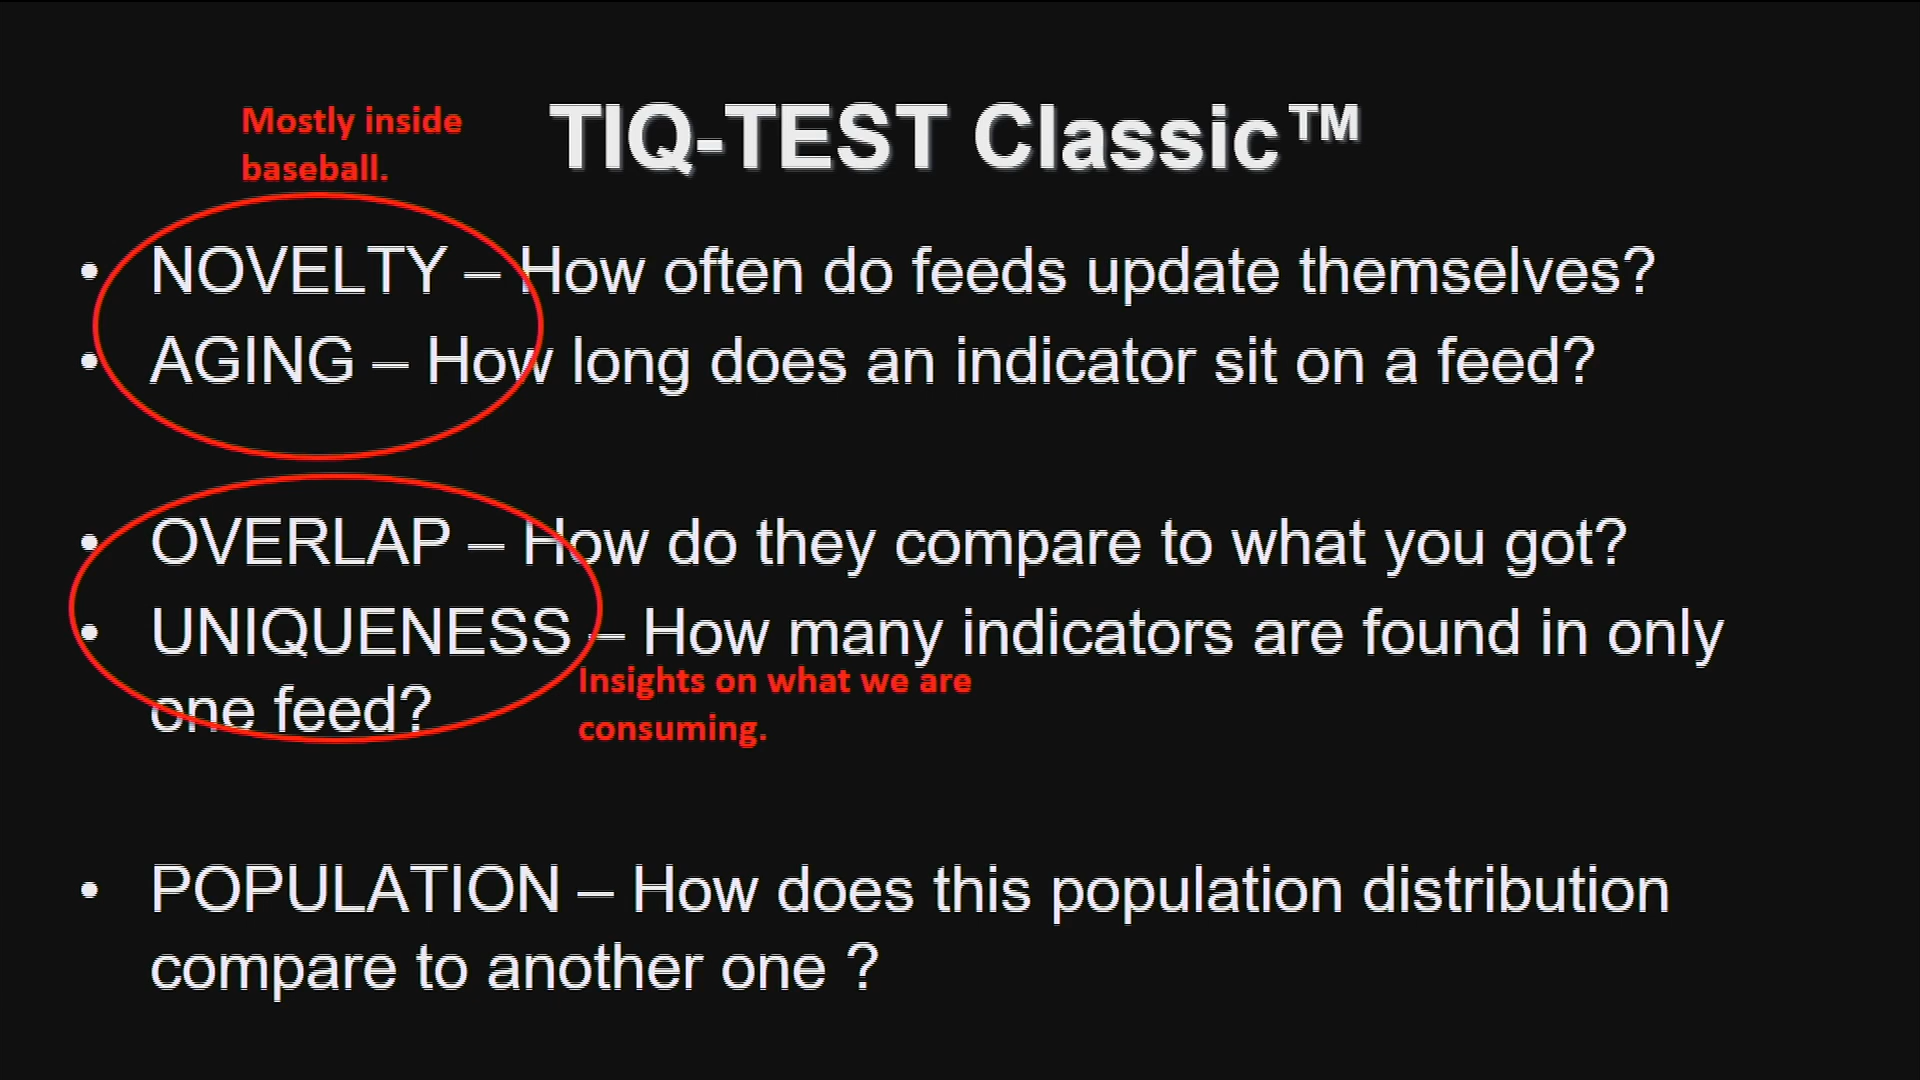 Mostly inside
baseball.
TIQ-TEST Classic™
• NOVELTY – How often do feeds update themselves?
• AGING – How long does an indicator sit on a feed?
• OVERLAP – How do they compare to what you got?
• UNIQUENESS – How many indicators are found in only
one feed?
Insights on what we are
consuming.
• POPULATION – How does this population distribution
compare to another one ?